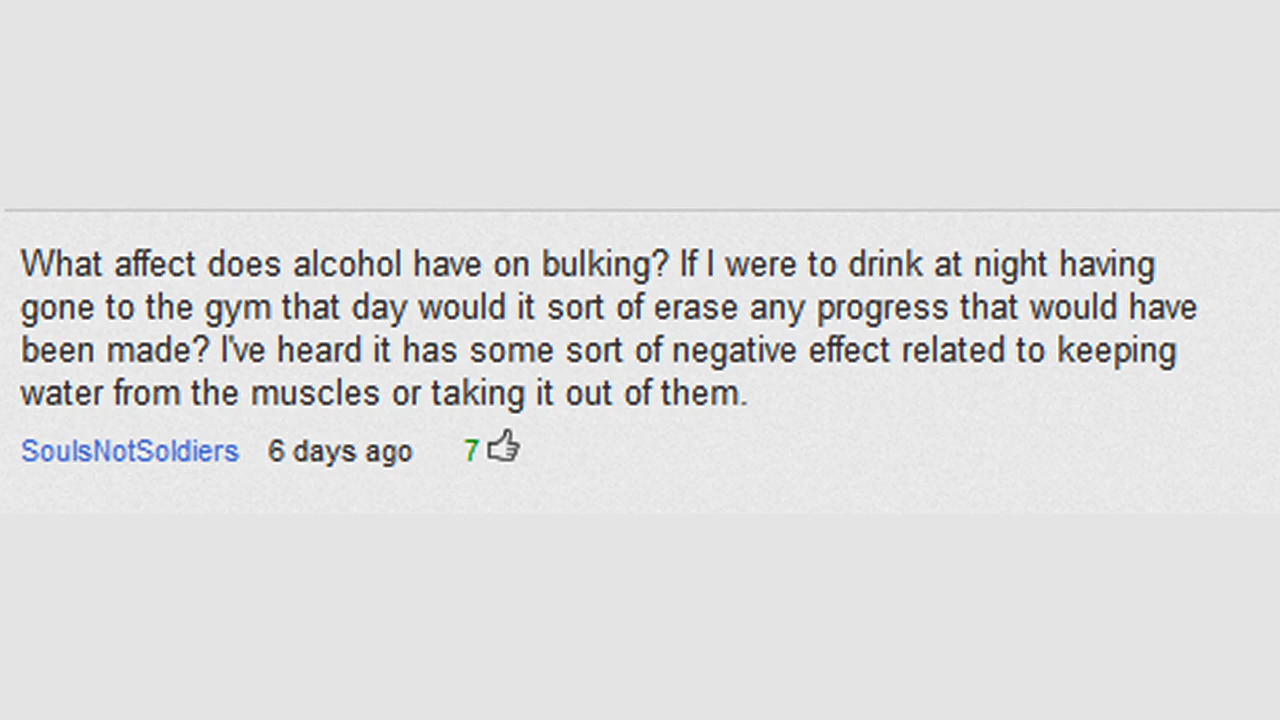 What affect does alcohol have on bulking? If I were to drink at night having
gone to the gym that day would it sort of erase any progress that would have
been made? I've heard it has some sort of negative effect related to keeping
water from the muscles or taking it out of them.
SoulsNotSoldiers 6 days ago 7